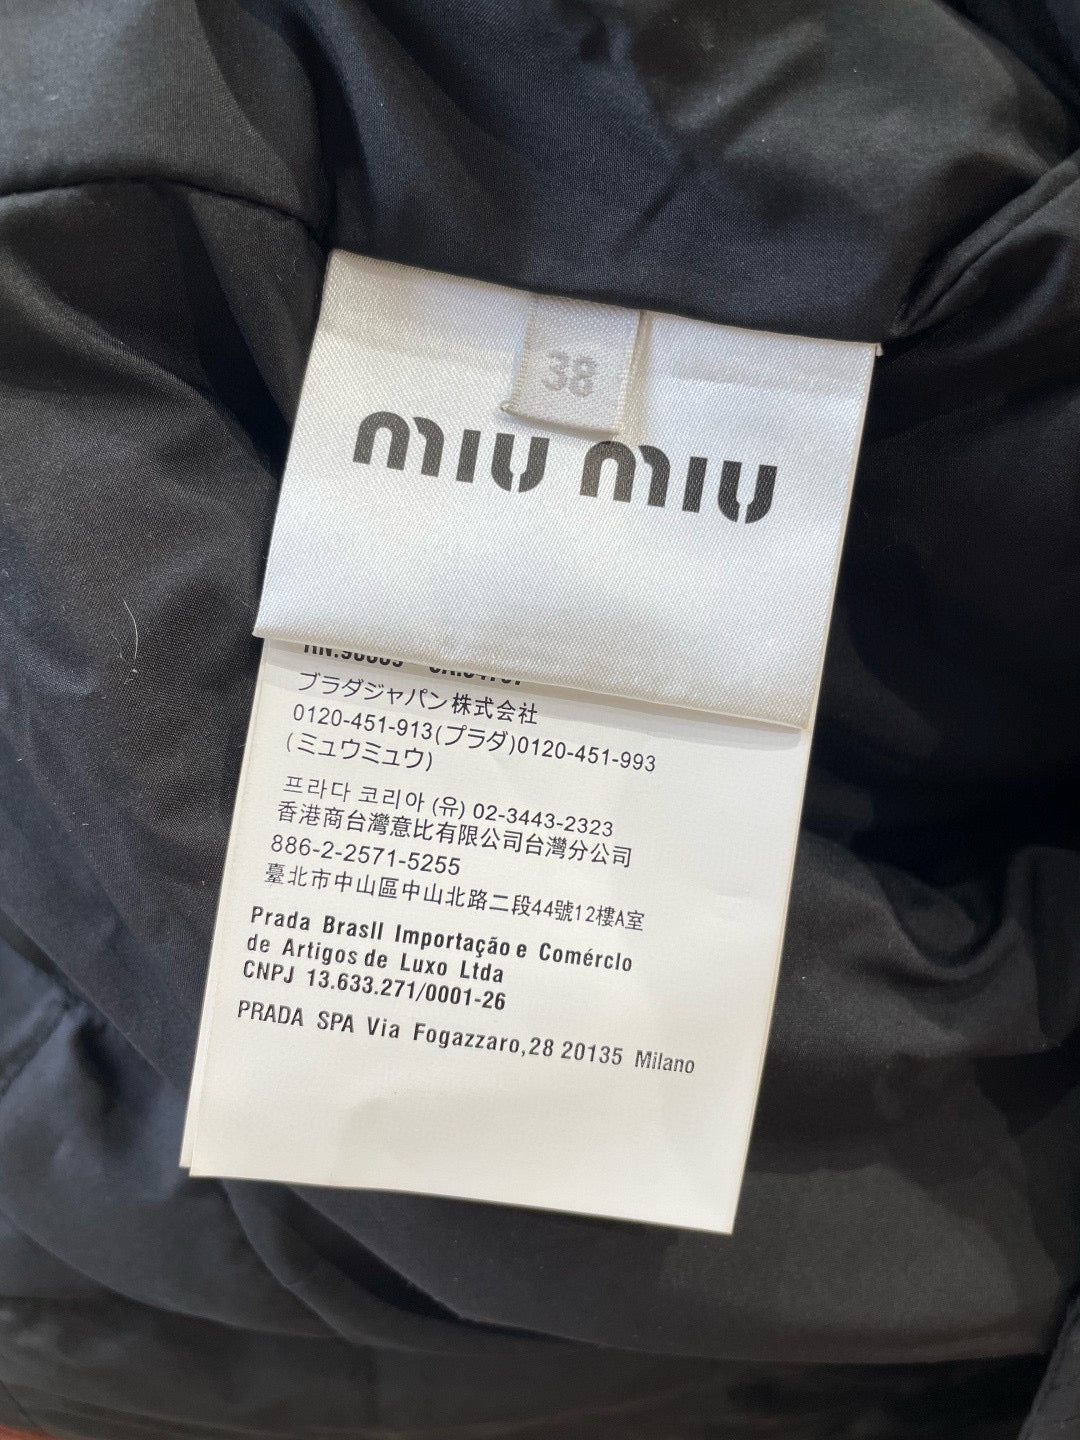 38
miu miu
プラダジャパン株式会社
0120-451-913(プラダ)0120-451-993
(ミュウミュウ)
프라다 코리아 (유) 02-3443-2323
香港商台灣意比有限公司台灣分公司
886-2-2571-5255
臺北市中山區中山北路二段44號12樓A室
Prada Brasil Importação e Comércio
de Artigos de Luxo Ltda
CNPJ 13.633.271/0001-26
PRADA SPA Via Fogazzaro,28 20135 Milano